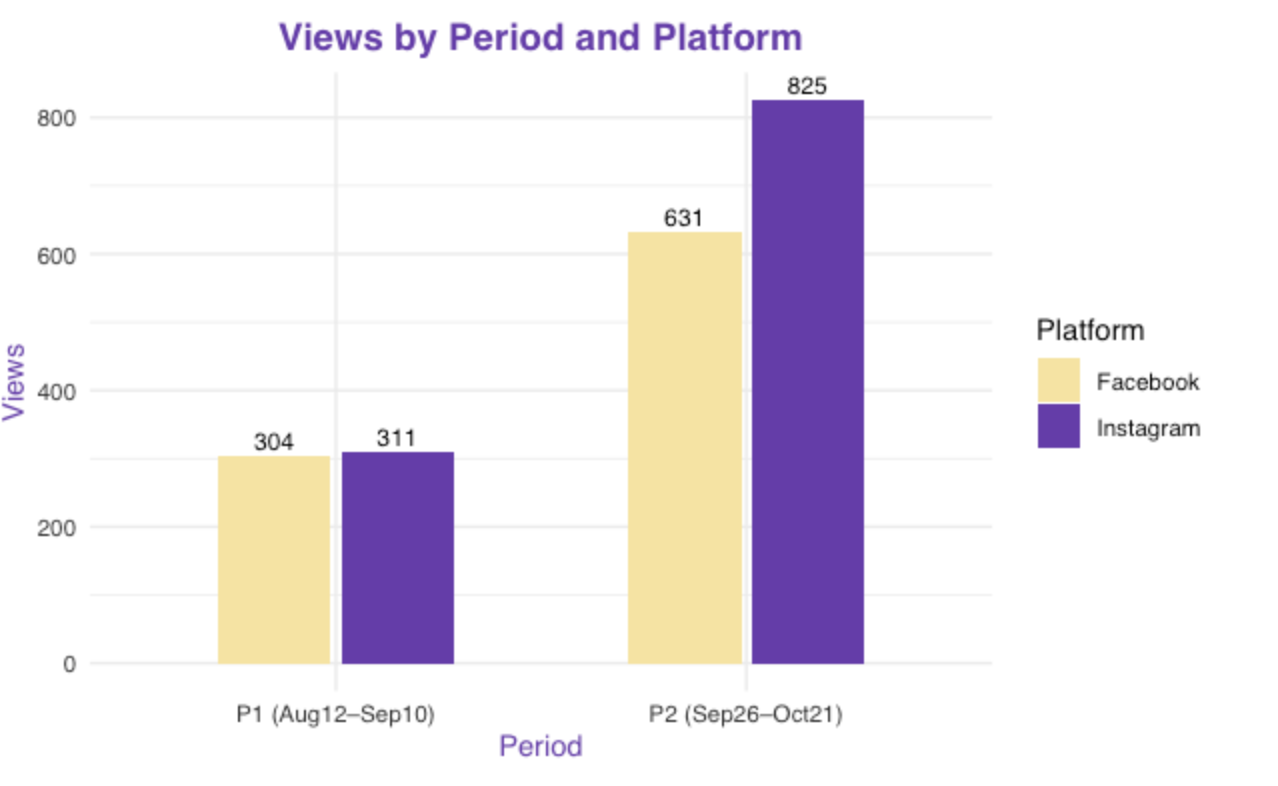 Views by Period and Platform
825
800
631
600
Views
400
304
311
200
0
P1 (Aug12–Sep10)
P2 (Sep26–Oct21)
Period
Platform
Facebook
Instagram